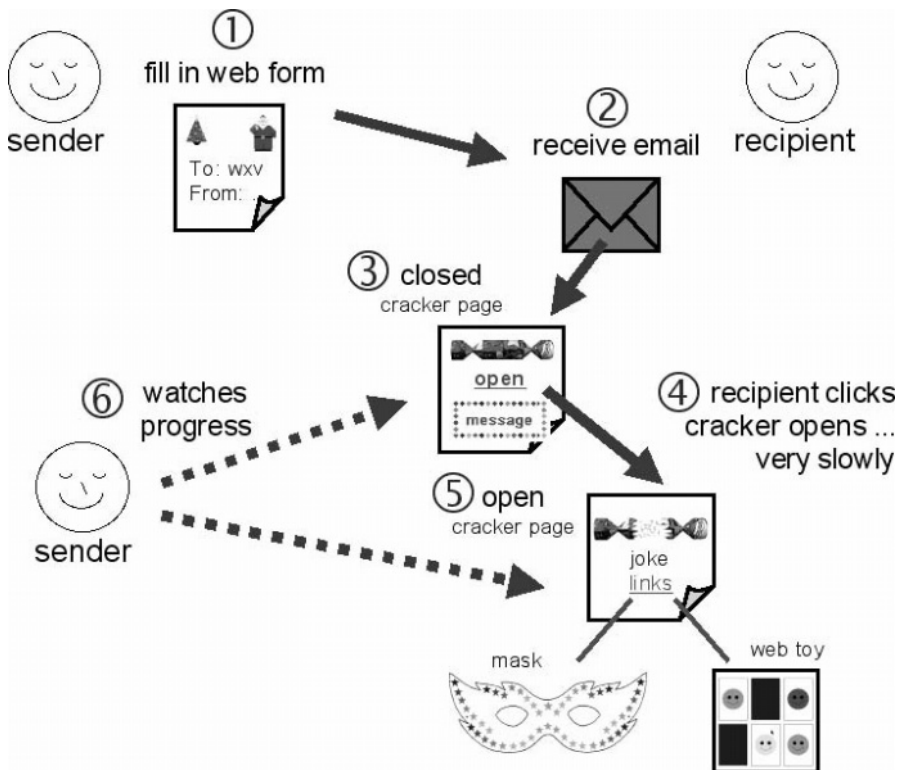 ①
fill in web form
sender
To: wxv
From: ...
②
receive email
recipient
③ closed
cracker page
open
message
④ recipient clicks
cracker opens ...
very slowly
⑤ open
cracker page
joke
links
mask
web toy
⑥ watches
progress
sender